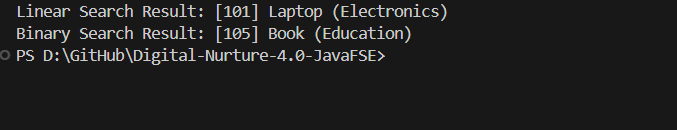 Linear Search Result: [101] Laptop (Electronics)
Binary Search Result: [105] Book (Education)
PS D:\GitHub\Digital-Nurture-4.0-JavaFSE>